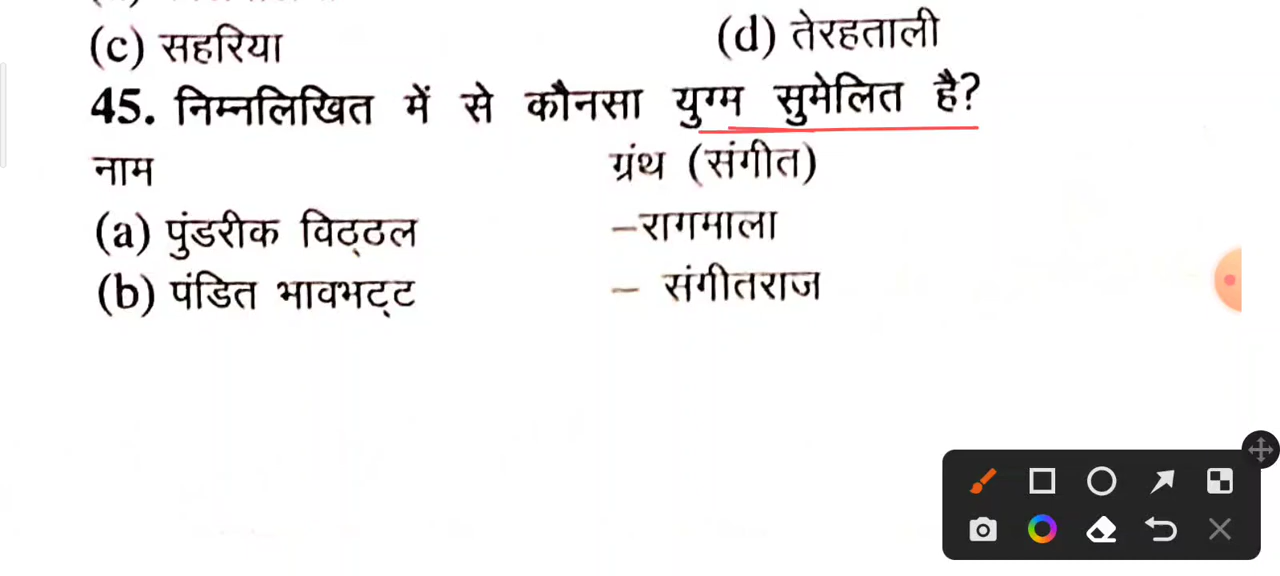 (c) सहरिया (d) तेरहताली
45. निम्नलिखित में से कौनसा युग्म सुमेलित है?
नाम ग्रंथ (संगीत)
(a) पुंडरीक विठ्ठल –रागमाला
(b) पंडित भावभट्ट – संगीतराज